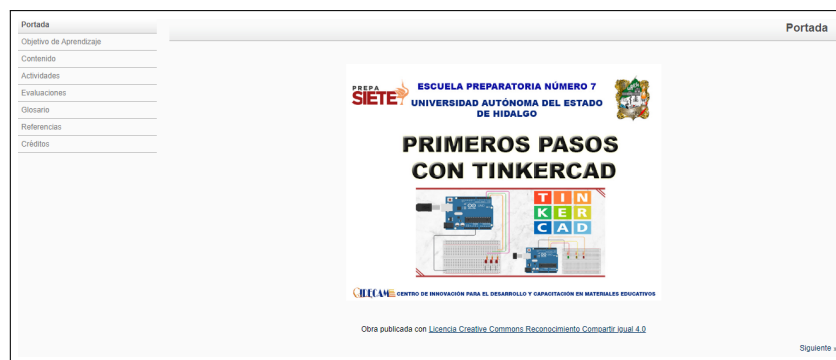 Portada
Objetivo de Aprendizaje
Contenido
Actividades
Evaluaciones
Glosario
Referencias
Créditos
Portada
PREPA
SIETE
ESCUELA PREPARATORIA NÚMERO 7
UNIVERSIDAD AUTÓNOMA DEL ESTADO
DE HIDALGO
PRIMEROS PASOS
CON TINKERCAD
TIN
KER
CAD
CIDECAME CENTRO DE INNOVACIÓN PARA EL DESARROLLO Y CAPACITACIÓN EN MATERIALES EDUCATIVOS
Obra publicada con Licencia Creative Commons Reconocimiento Compartir igual 4.0
Siguiente »